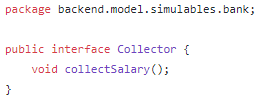 package backend.model.simulables.bank;
public interface Collector {
    void collectSalary();
}